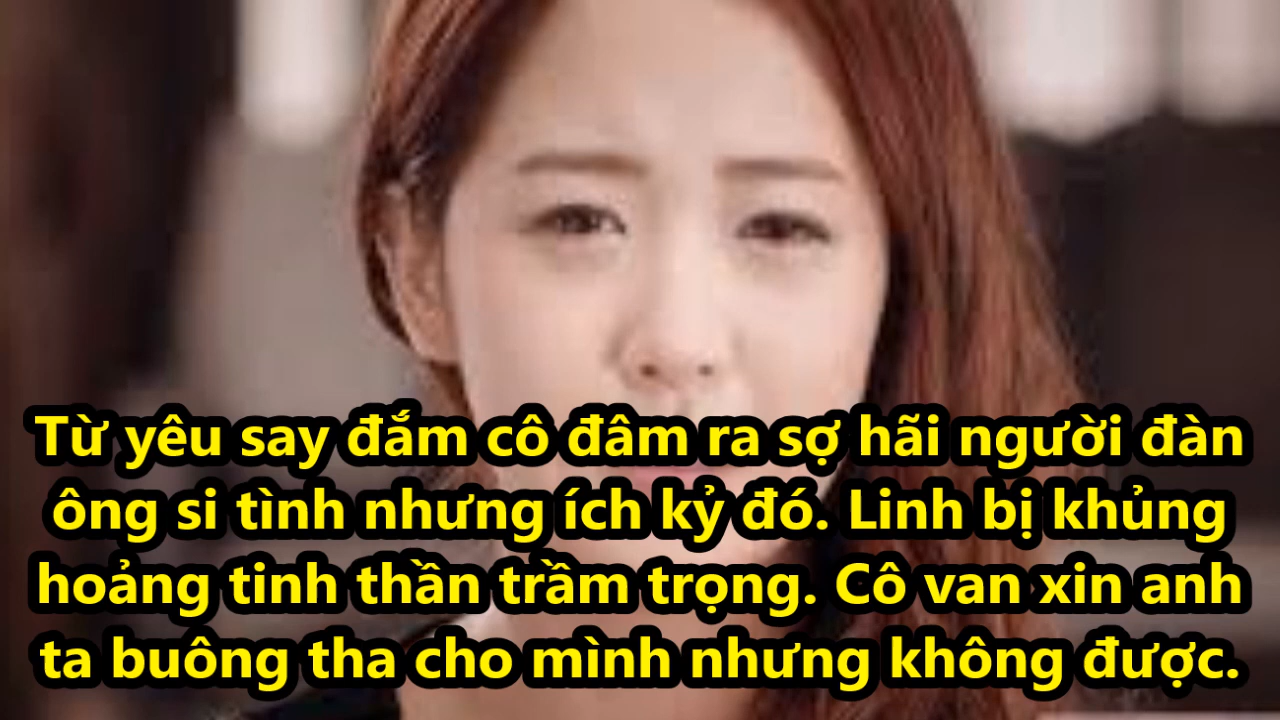 Từ yêu say đắm cô đâm ra sợ hãi người đàn
ông si tình nhưng ích kỷ đó. Linh bị khủng
hoảng tinh thần trầm trọng. Cô van xin anh
ta buông tha cho mình nhưng không được.